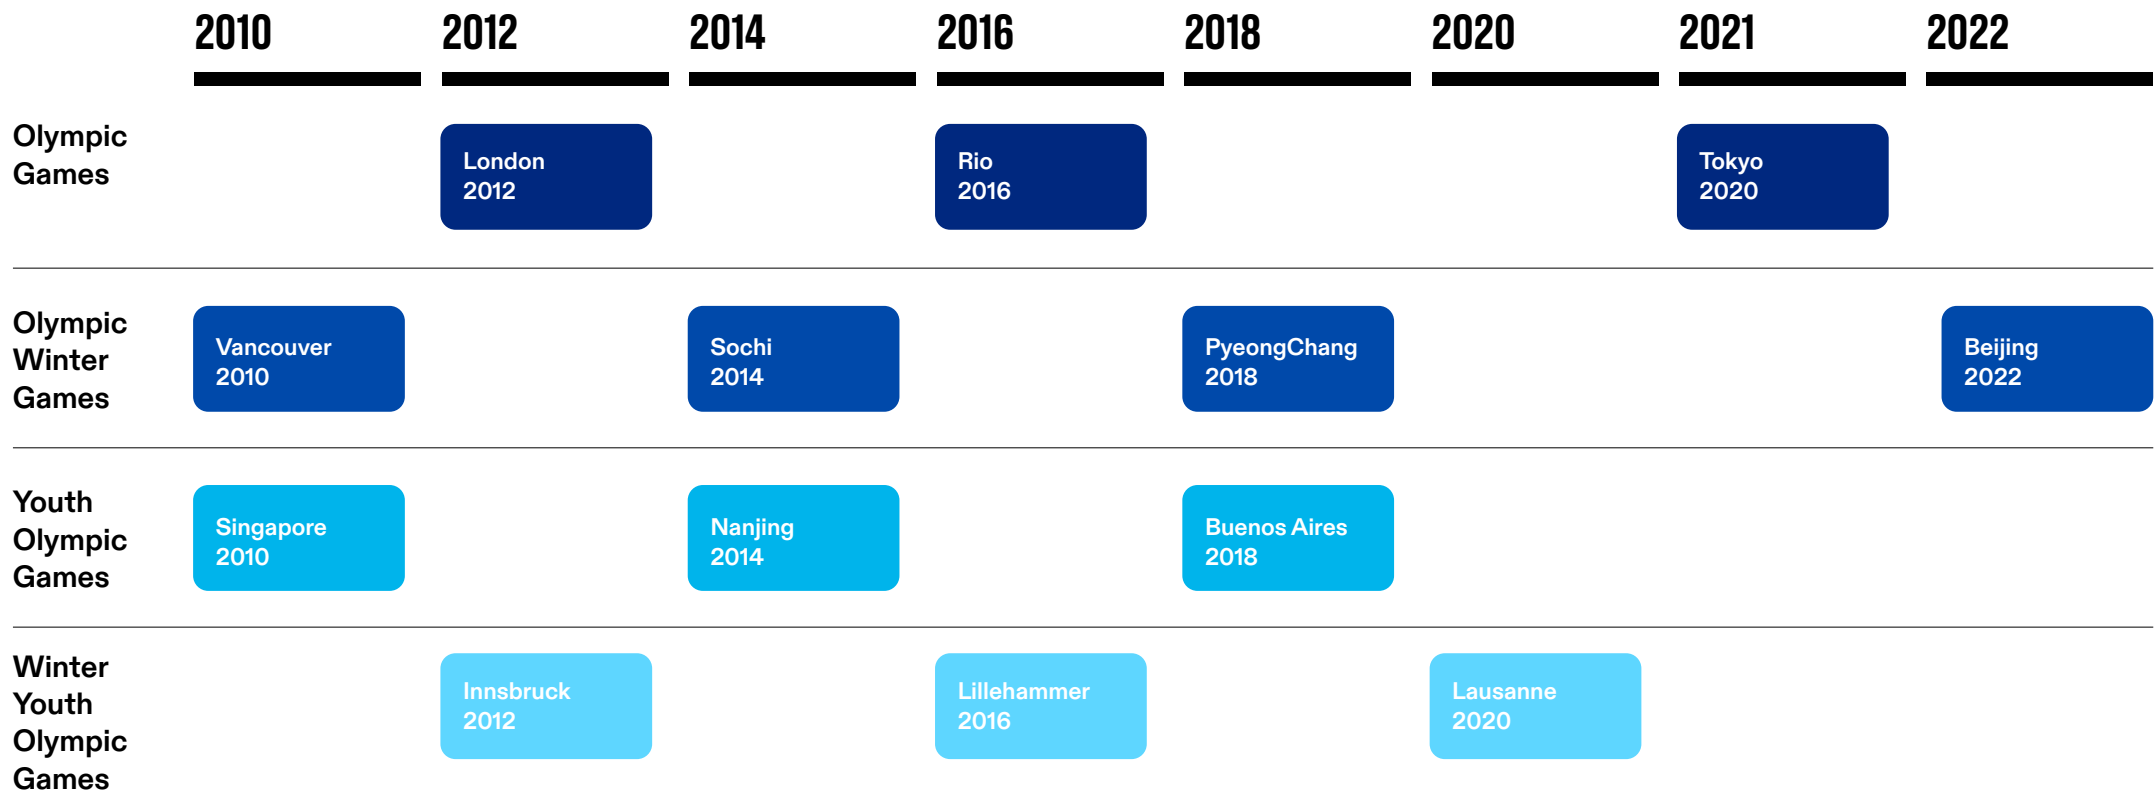 2010 2012 2014 2016 2018 2020 2021 2022
Olympic
Games
London
2012
Rio
2016
Tokyo
2020
Olympic
Winter
Games
Vancouver
2010
Sochi
2014
PyeongChang
2018
Beijing
2022
Youth
Olympic
Games
Singapore
2010
Nanjing
2014
Buenos Aires
2018
Winter
Youth
Olympic
Games
Innsbruck
2012
Lillehammer
2016
Lausanne
2020